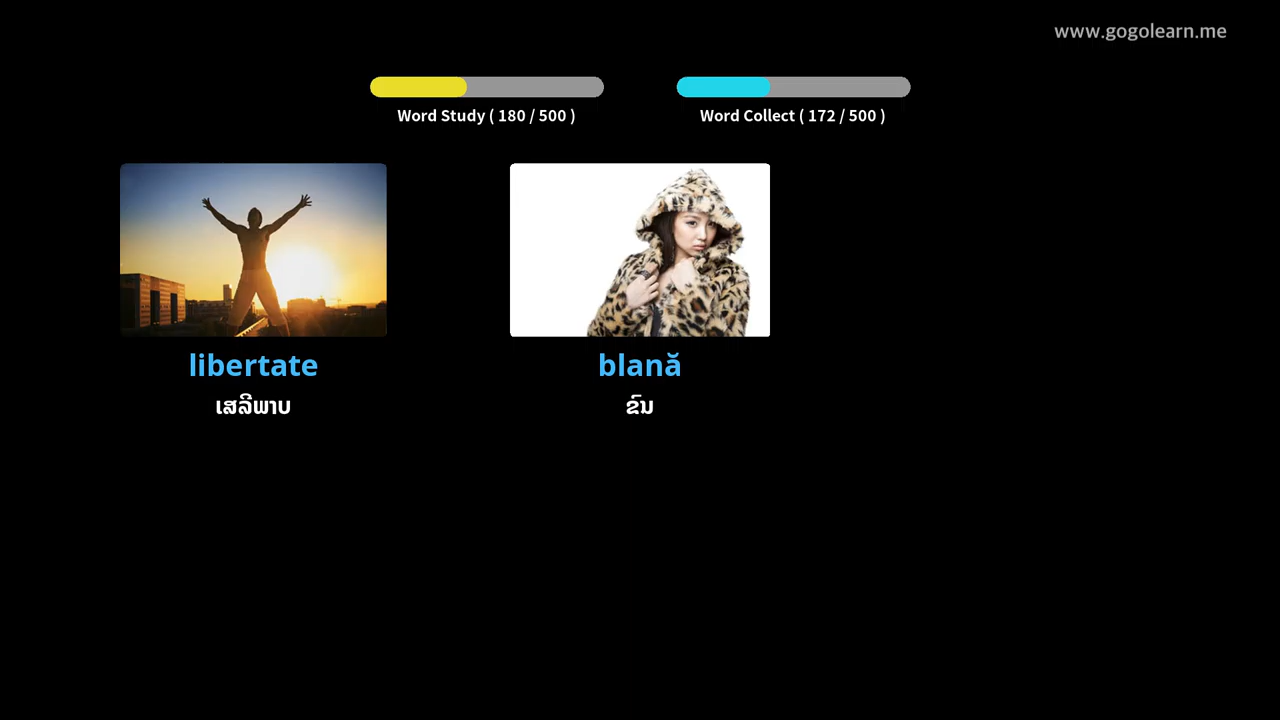 www.gogolearn.me
Word Study ( 180 / 500 )
Word Collect ( 172 / 500 )
libertate
ເສລີພາບ
blană
ຂົນ